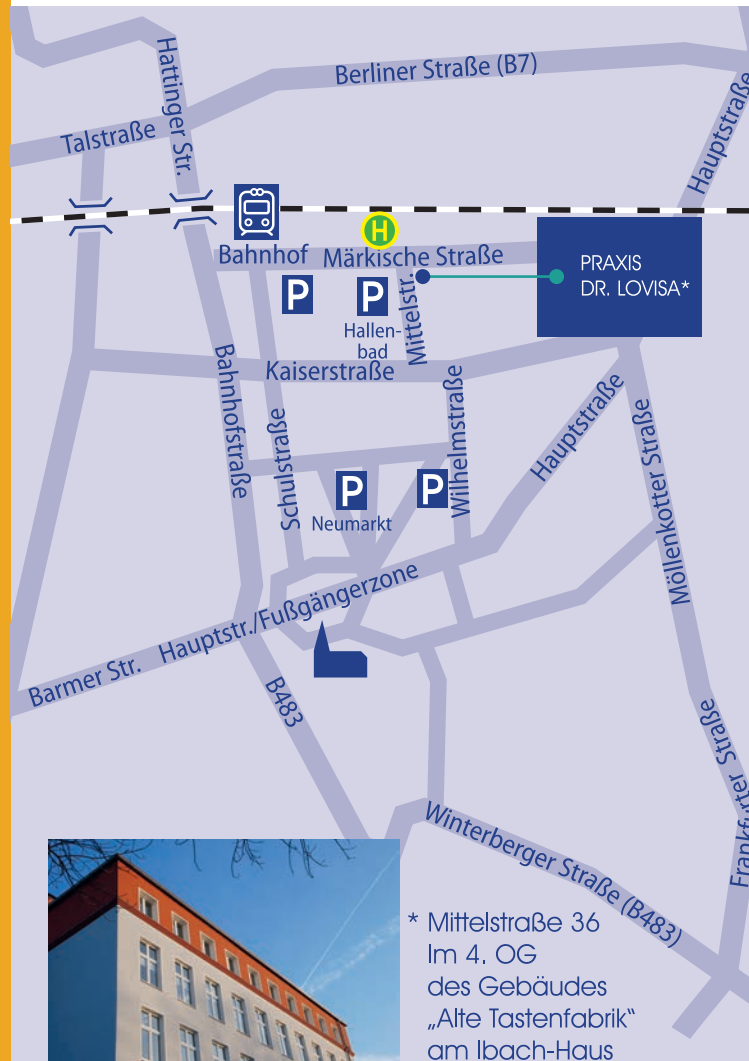 Hattinger Str.
Berliner Straße (B7)
Talstraße
Hauptstraße
H
Bahnhof
Märkische Straße
PRAXIS
DR. LOVISA*
P
P
Hallen-
bad
Mittelstr.
Kaiserstraße
Bahnhofstraße
Schulstraße
Wilhelmstraße
Hauptstraße
Möllenkotter Straße
P
P
Neumarkt
Barmer Str.
Hauptstr./Fußgängerzone
B483
Frankfurter Straße
Winterberger Straße (B483)
* Mittelstraße 36
Im 4. OG
des Gebäudes
„Alte Tastenfabrik“
am Ibach-Haus